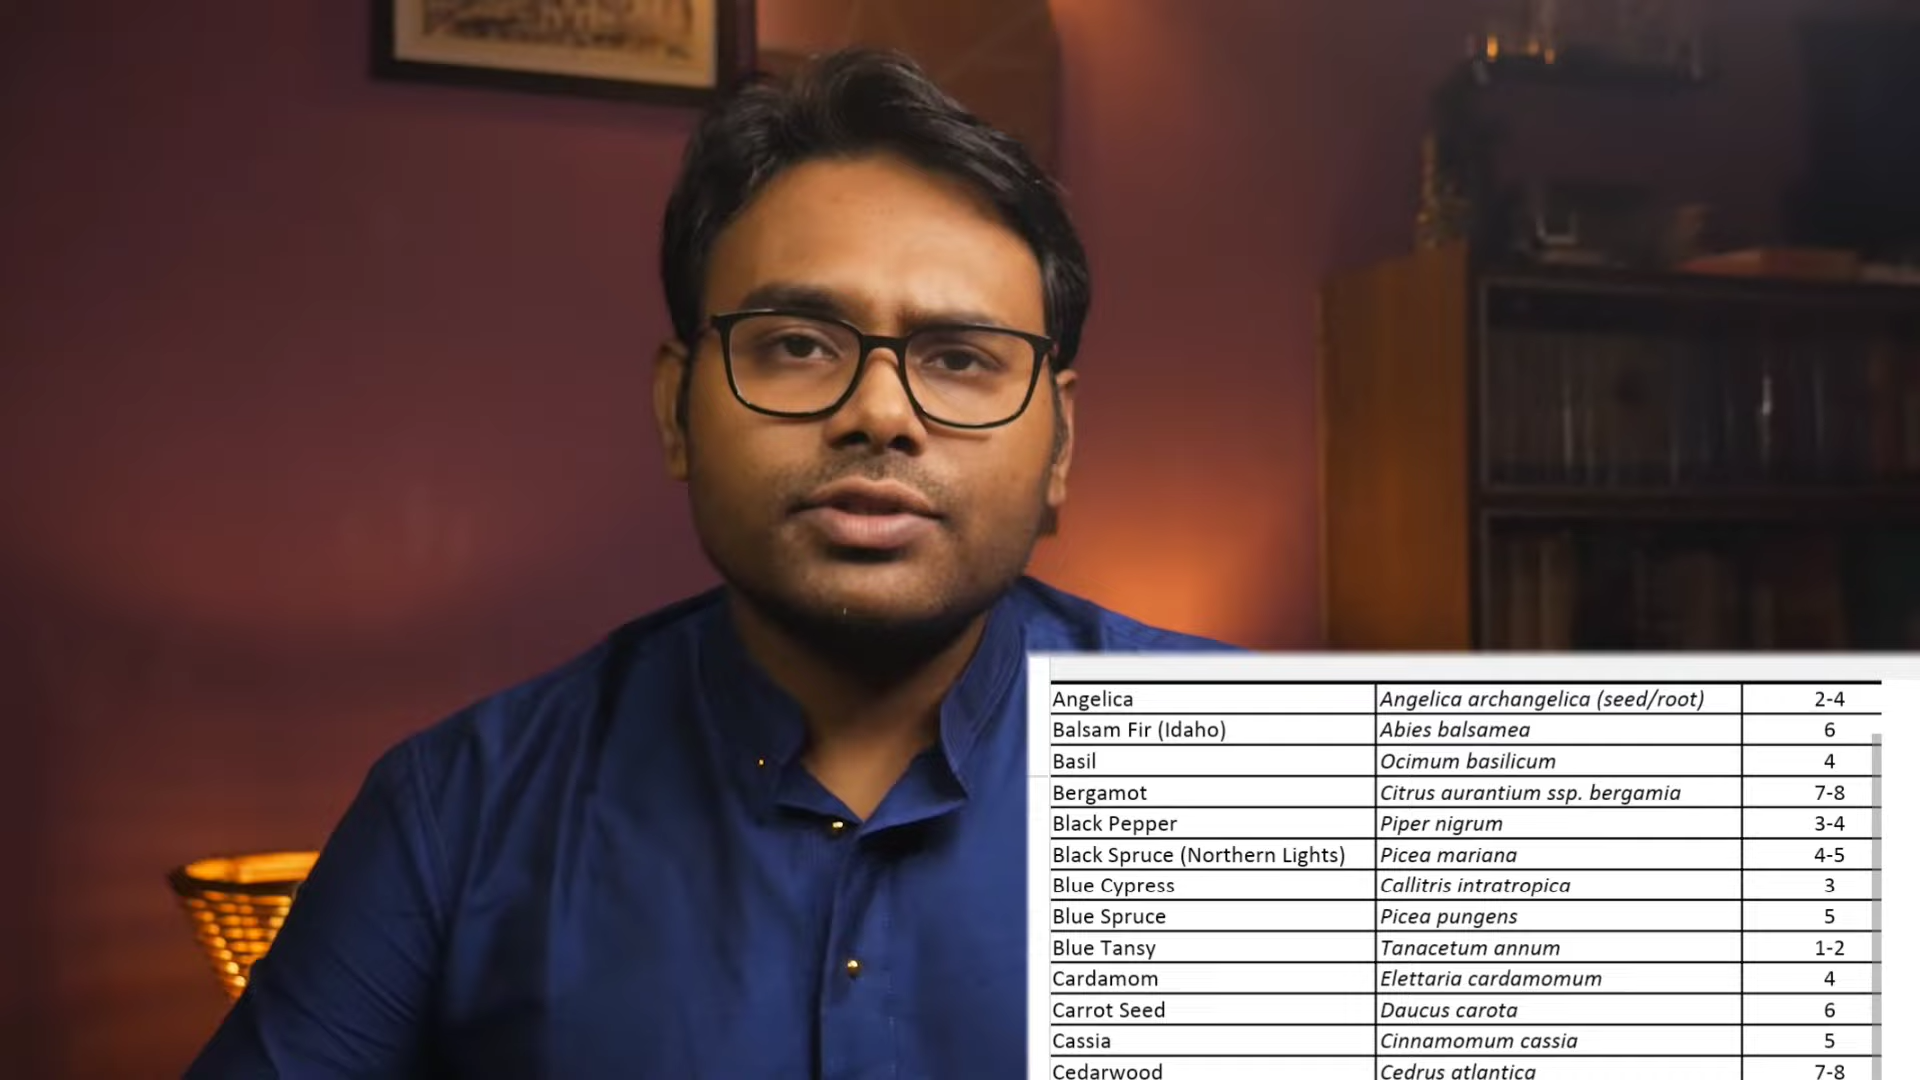 Angelica Angelica archangelica (seed/root) 2-4
Balsam Fir (Idaho) Abies balsamea 6
Basil Ocimum basilicum 4
Bergamot Citrus aurantium ssp. bergamia 7-8
Black Pepper Piper nigrum 3-4
Black Spruce (Northern Lights) Picea mariana 4-5
Blue Cypress Callitris intratropica 3
Blue Spruce Picea pungens 5
Blue Tansy Tanacetum annum 1-2
Cardamom Elettaria cardamomum 4
Carrot Seed Daucus carota 6
Cassia Cinnamomum cassia 5
Cedarwood Cedrus atlantica 7-8